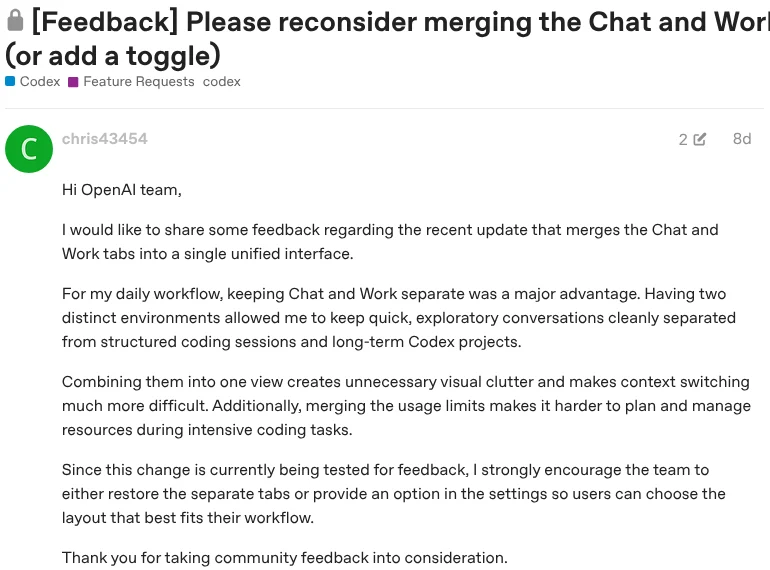 [Feedback] Please reconsider merging the Chat and
(or add a toggle)
Codex Feature Requests codex
C
chris43454 2 8d
Hi OpenAI team,
I would like to share some feedback regarding the recent update that merges the Chat and
Work tabs into a single unified interface.
For my daily workflow, keeping Chat and Work separate was a major advantage. Having two
distinct environments allowed me to keep quick, exploratory conversations cleanly separated
from structured coding sessions and long-term Codex projects.
Combining them into one view creates unnecessary visual clutter and makes context switching
much more difficult. Additionally, merging the usage limits makes it harder to plan and manage
resources during intensive coding tasks.
Since this change is currently being tested for feedback, I strongly encourage the team to
either restore the separate tabs or provide an option in the settings so users can choose the
layout that best fits their workflow.
Thank you for taking community feedback into consideration.